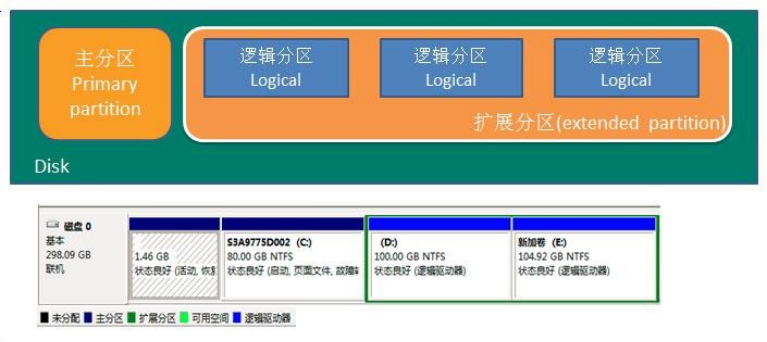 主分区
Primary
partition
逻辑分区
Logical
逻辑分区
Logical
逻辑分区
Logical
扩展分区(extended partition)
Disk
磁盘 0
基本
298.09 GB
联机
1.46 GB
状态良好 (活动, 恢复
S3A9775D002 (C:)
80.00 GB NTFS
状态良好 (启动, 页面文件, 故障转
(D:)
100.00 GB NTFS
状态良好 (逻辑驱动器)
新加卷 (E:)
104.92 GB NTFS
状态良好 (逻辑驱动器)
未分配 主分区 扩展分区 可用空间 逻辑驱动器